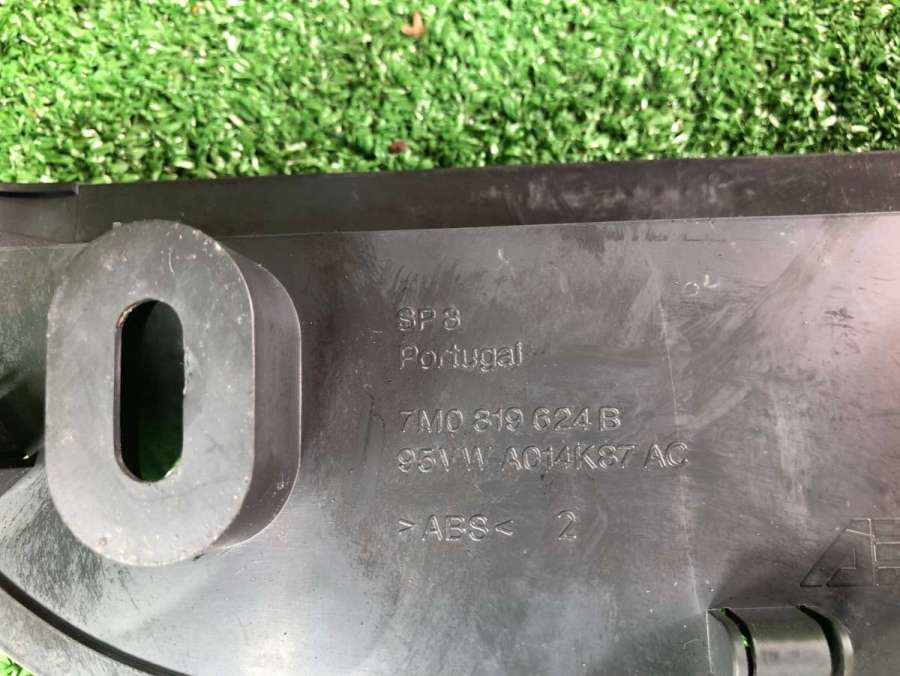 SP 3
Portugal
7M0 819 624 B
95VW A014K87 AC
>ABS< 2